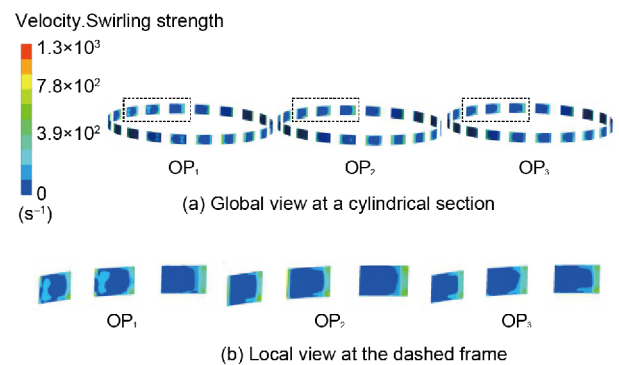 Velocity.Swirling strength
1.3×10³
7.8×10²
3.9×10²
0
(s⁻¹)
OP₁ OP₂ OP₃
(a) Global view at a cylindrical section
OP₁ OP₂ OP₃
(b) Local view at the dashed frame